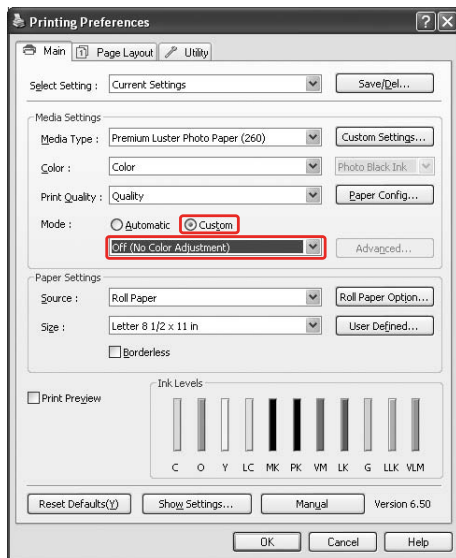 Printing Preferences
Main 1 Page Layout Utility
Select Setting : Current Settings Save/Del...
Media Settings
Media Type : Premium Luster Photo Paper (260) Custom Settings...
Color : Color Photo Black Ink
Print Quality : Quality Paper Config...
Mode : Automatic Custom
Off (No Color Adjustment) Advanced...
Paper Settings
Source : Roll Paper Roll Paper Option...
Size : Letter 8 1/2 x 11 in User Defined...
Borderless
Print Preview
Ink Levels
C O Y LC MK PK VM LK G LLK VLM
Reset Defaults(Y) Show Settings... Manual Version 6.50
OK Cancel Help